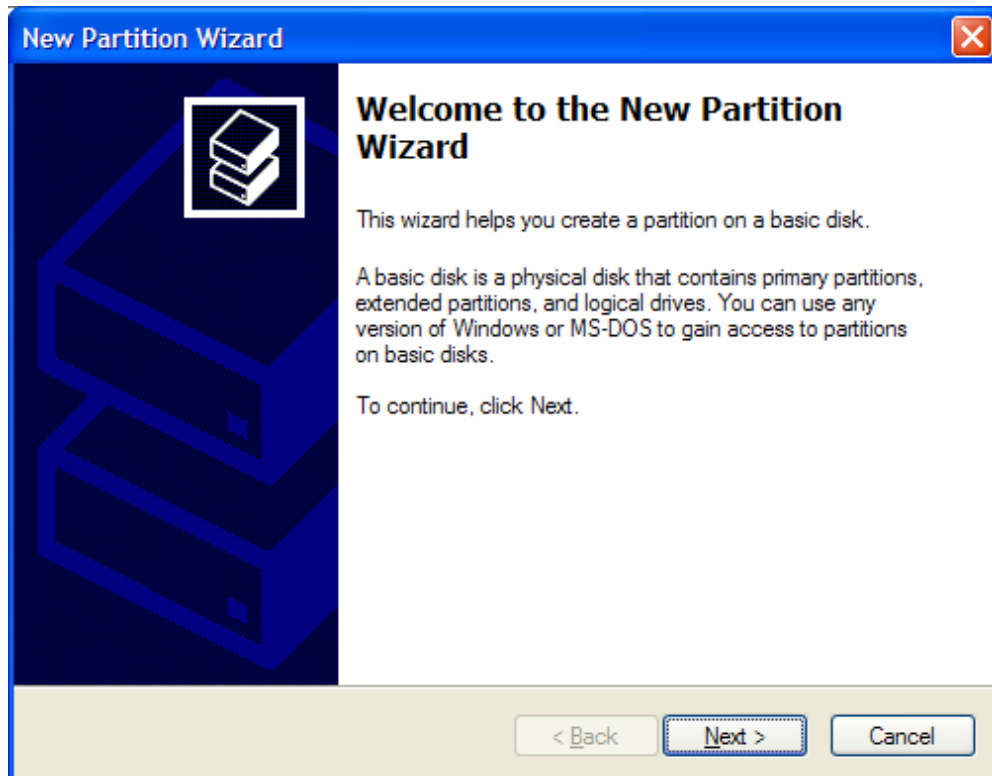 New Partition Wizard
Welcome to the New Partition
Wizard
This wizard helps you create a partition on a basic disk.
A basic disk is a physical disk that contains primary partitions,
extended partitions, and logical drives. You can use any
version of Windows or MS-DOS to gain access to partitions
on basic disks.
To continue, click Next.
< Back
Next >
Cancel